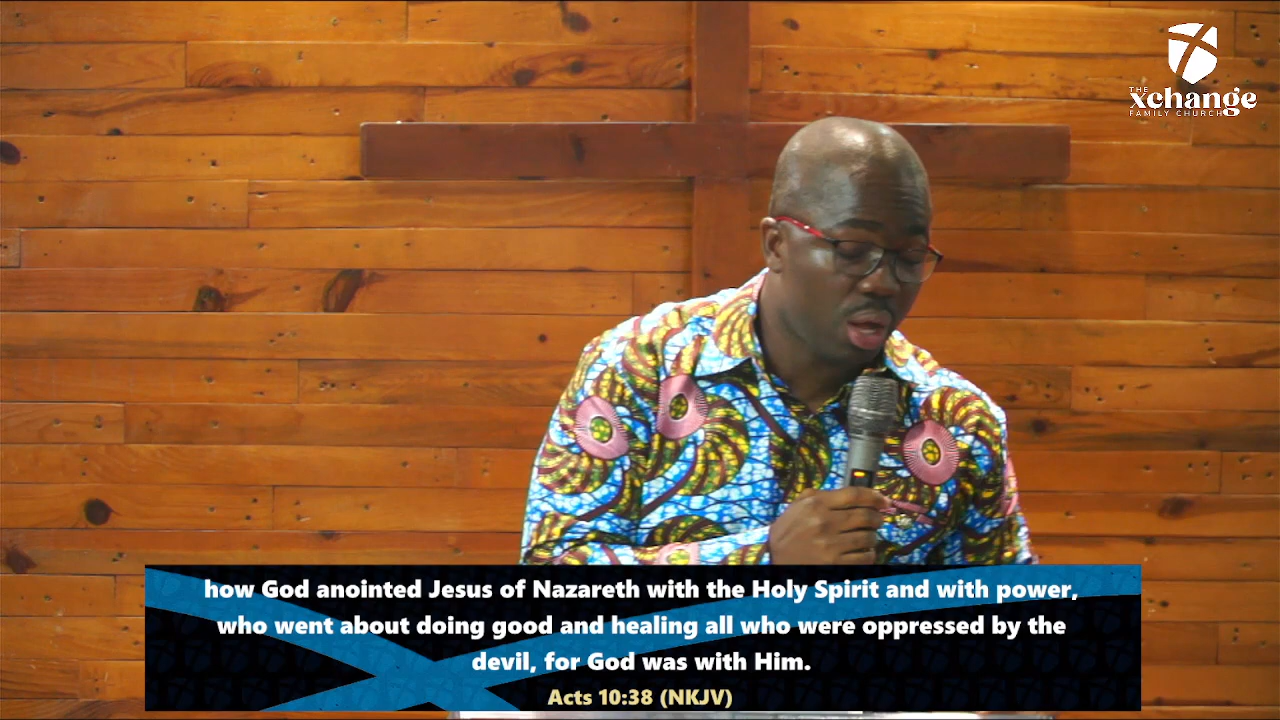 THE
xchange
FAMILY CHURCH
how God anointed Jesus of Nazareth with the Holy Spirit and with power,
who went about doing good and healing all who were oppressed by the
devil, for God was with Him.
Acts 10:38 (NKJV)